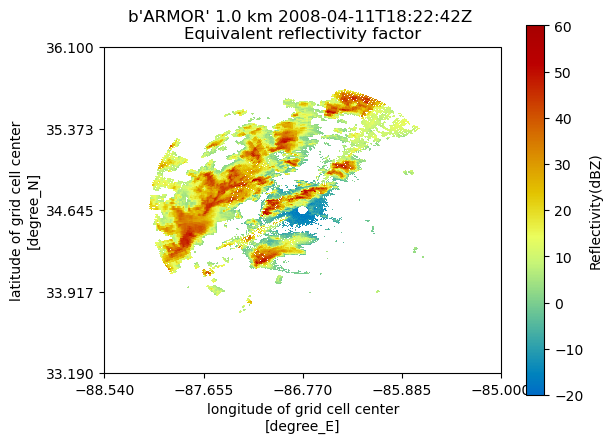 b'ARMOR' 1.0 km 2008-04-11T18:22:42Z
Equivalent reflectivity factor
36.100
35.373
34.645
33.917
33.190
latitude of grid cell center
[degree_N]
−88.540
−87.655
−86.770
−85.885
−85.000
longitude of grid cell center
[degree_E]
60
50
40
30
20
10
0
−10
−20
Reflectivity(dBZ)